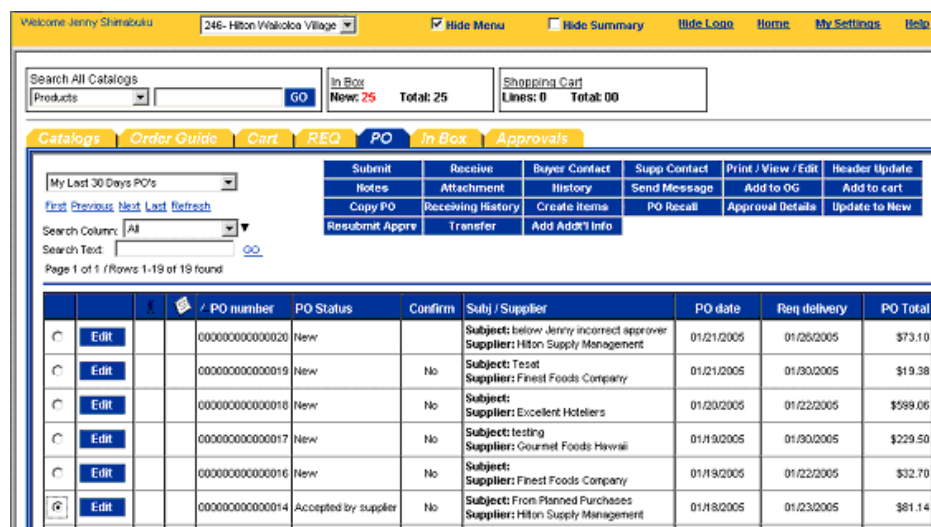 Welcome Jenny Shimabuku 246- Hilton Waikoloa Village Hide Menu Hide Summary Hide Logo Home My Settings Help
Search All Catalogs
Products GO
In Box
New: 25 Total: 25
Shopping Cart
Lines: 0 Total: 00
Catalogs Order Guide Cart REQ PO In Box Approvals
My Last 30 Days PO's
First Previous Next Last Refresh
Search Column: All
Search Text: GO
Page 1 of 1 / Rows 1-19 of 19 found
Submit Receive Buyer Contact Supp Contact Print / View / Edit Header Update
Notes Attachment History Send Message Add to OG Add to cart
Copy PO Receiving History Create items PO Recall Approval Details Update to New
Resubmit Apprv Transfer Add Addt'l Info
PO number PO Status Confirm Subj / Supplier PO date Req delivery PO Total
Edit 000000000000020 New Subject: below Jenny incorrect approver 01/21/2005 01/26/2005 $73.10
Supplier: Hilton Supply Management
Edit 000000000000019 New No Subject: Tesat 01/21/2005 01/30/2005 $19.38
Supplier: Finest Foods Company
Edit 000000000000018 New No Subject: 01/20/2005 01/22/2005 $599.06
Supplier: Excellent Hoteliers
Edit 000000000000017 New No Subject: testing 01/19/2005 01/30/2005 $229.50
Supplier: Gourmet Foods Hawaii
Edit 000000000000016 New No Subject: 01/19/2005 01/22/2005 $32.70
Supplier: Finest Foods Company
Edit 000000000000014 Accepted by supplier No Subject: From Planned Purchases 01/18/2005 01/23/2005 $81.14
Supplier: Hilton Supply Management